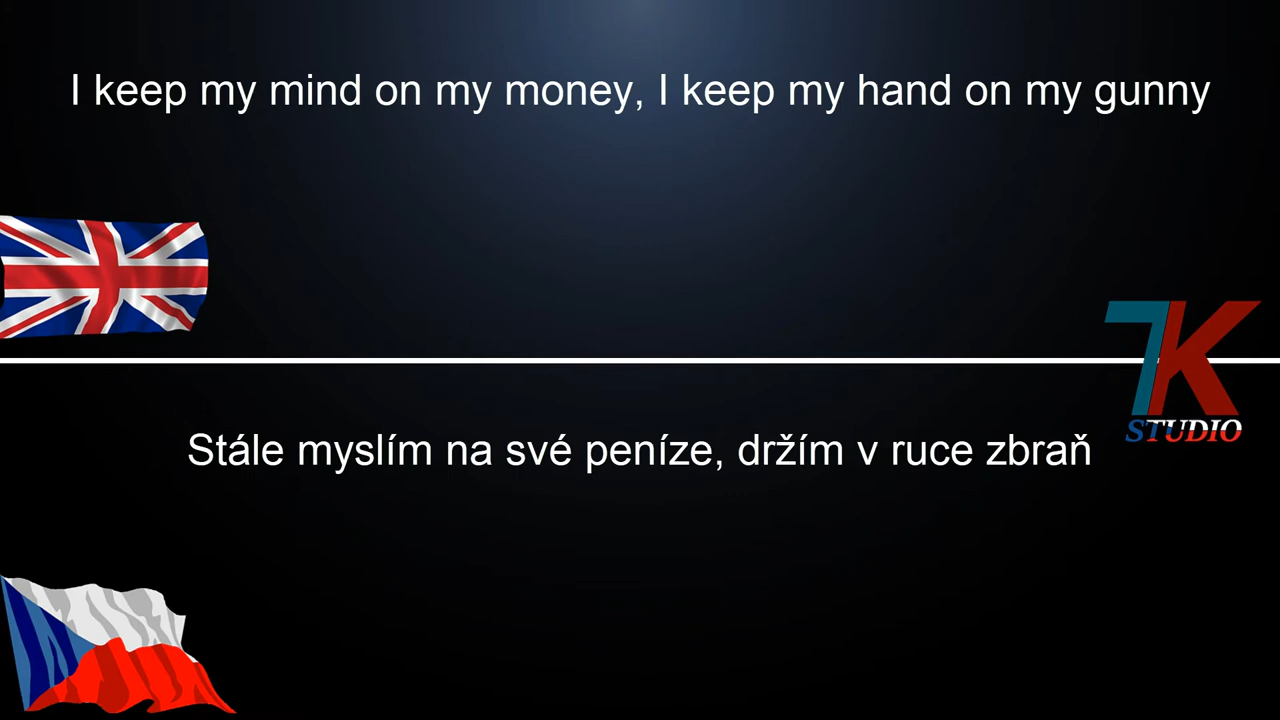 I keep my mind on my money, I keep my hand on my gunny
7K
STUDIO
Stále myslím na své peníze, držím v ruce zbraň